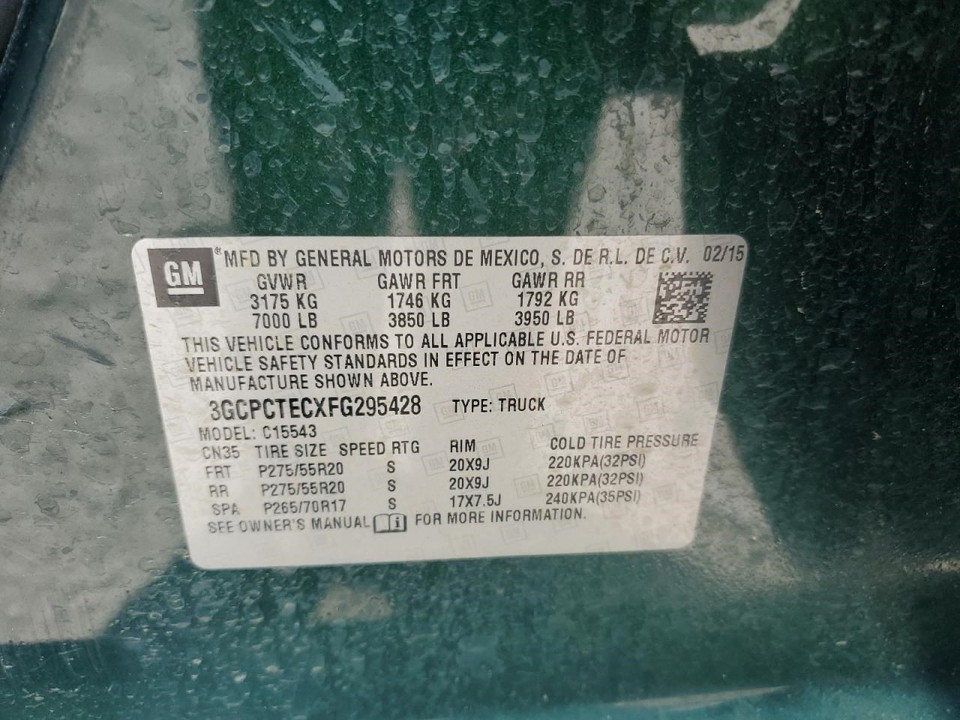 GM
® MFD BY GENERAL MOTORS DE MEXICO, S. DE R.L. DE C.V. 02/15
GVWR GAWR FRT GAWR RR
3175 KG 1746 KG 1792 KG
7000 LB 3850 LB 3950 LB
THIS VEHICLE CONFORMS TO ALL APPLICABLE U.S. FEDERAL MOTOR
VEHICLE SAFETY STANDARDS IN EFFECT ON THE DATE OF
MANUFACTURE SHOWN ABOVE.
3GCPCTECXFG295428 TYPE: TRUCK
MODEL: C15543
CN35 TIRE SIZE SPEED RTG RIM COLD TIRE PRESSURE
FRT P275/55R20 S 20X9J 220KPA(32PSI)
RR P275/55R20 S 20X9J 220KPA(32PSI)
SPA P265/70R17 S 17X7.5J 240KPA(35PSI)
SEE OWNER'S MANUAL i FOR MORE INFORMATION.